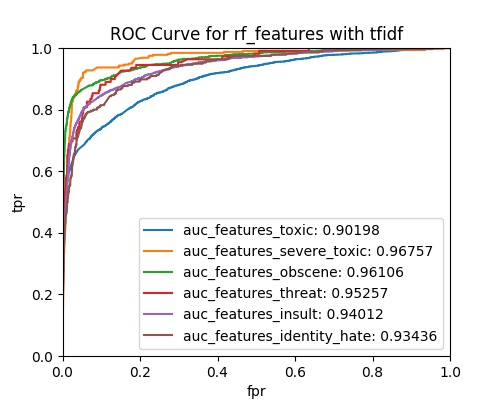 ROC Curve for rf_features with tfidf
1.0
0.8
0.6
0.4
0.2
0.0
tpr
auc_features_toxic: 0.90198
auc_features_severe_toxic: 0.96757
auc_features_obscene: 0.96106
auc_features_threat: 0.95257
auc_features_insult: 0.94012
auc_features_identity_hate: 0.93436
0.0 0.2 0.4 0.6 0.8 1.0
fpr